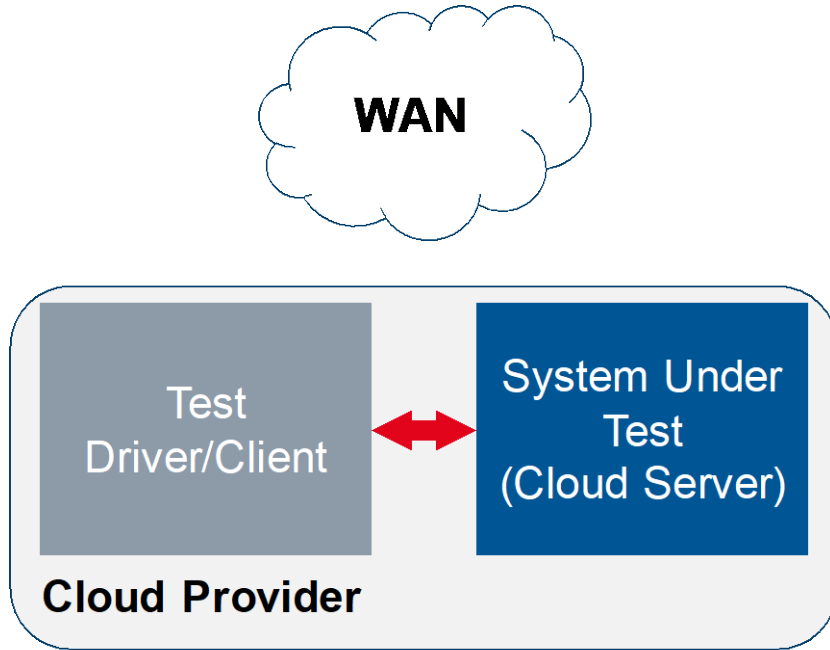 WAN
Test
Driver/Client
System Under
Test
(Cloud Server)
Cloud Provider